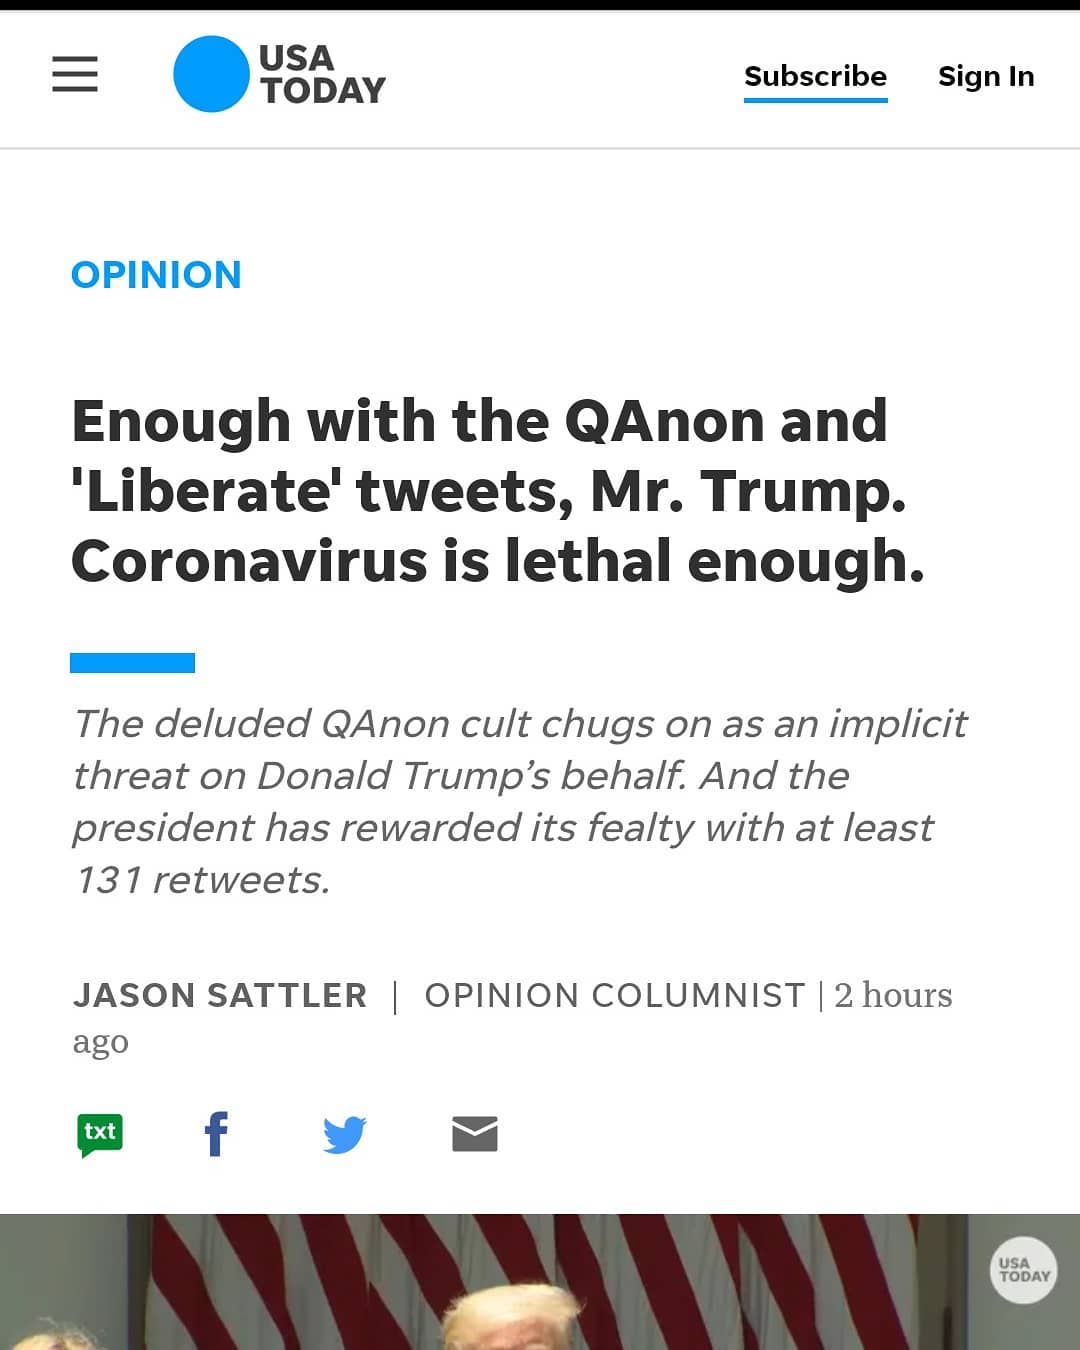 USA
TODAY
Subscribe
Sign In
OPINION
Enough with the QAnon and
'Liberate' tweets, Mr. Trump.
Coronavirus is lethal enough.
The deluded QAnon cult chugs on as an implicit
threat on Donald Trump’s behalf. And the
president has rewarded its fealty with at least
131 retweets.
JASON SATTLER | OPINION COLUMNIST | 2 hours
ago
txt
USA
TODAY